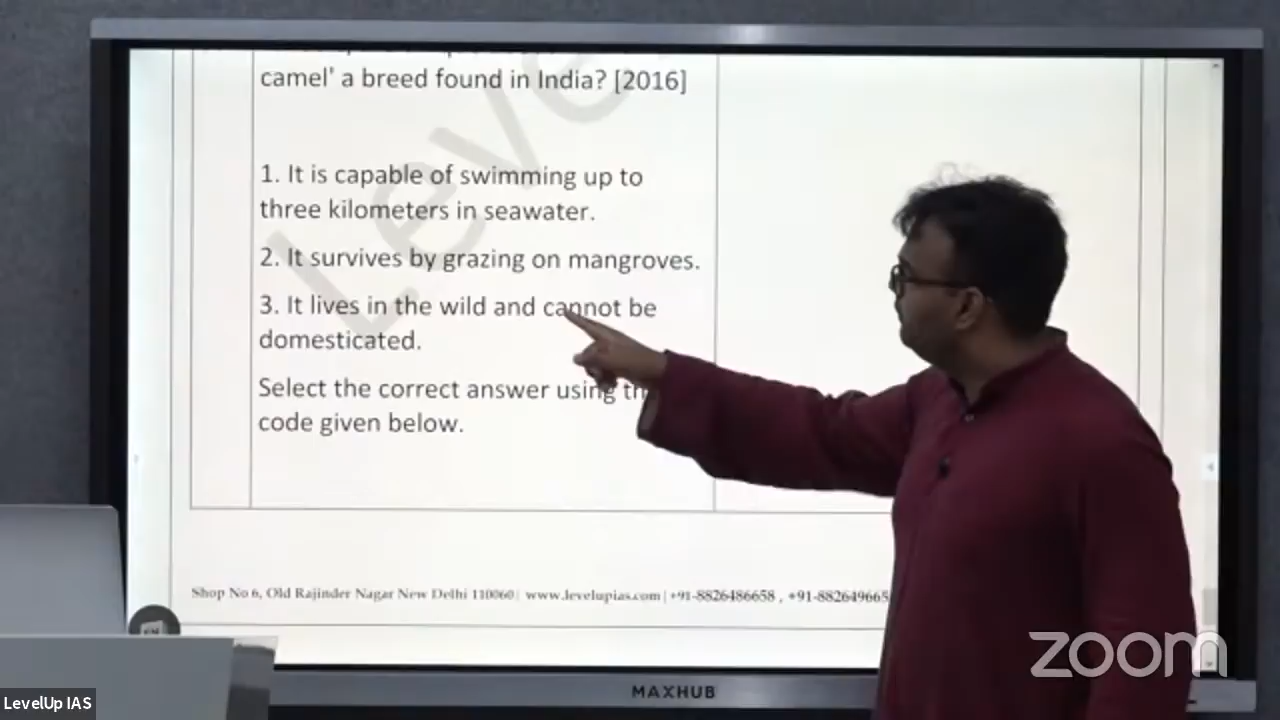 camel' a breed found in India? [2016]
1. It is capable of swimming up to
three kilometers in seawater.
2. It survives by grazing on mangroves.
3. It lives in the wild and cannot be
domesticated.
Select the correct answer using
code given below.
Leve
Shop No 6, Old Rajinder Nagar New Delhi 110060 | www.levelupias.com | +91-8826486658 , +91-882649665
MAXHUB
zoom
LevelUp IAS